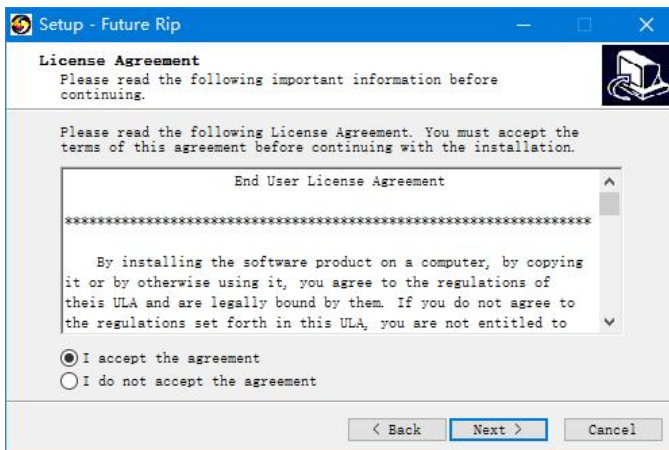 Setup - Future Rip
License Agreement
Please read the following important information before
continuing.
Please read the following License Agreement. You must accept the
terms of this agreement before continuing with the installation.
End User License Agreement
******************************************************************
By installing the software product on a computer, by copying
it or by otherwise using it, you agree to the regulations of
theis ULA and are legally bound by them. If you do not agree to
the regulations set forth in this ULA, you are not entitled to
I accept the agreement
I do not accept the agreement
< Back Next > Cancel